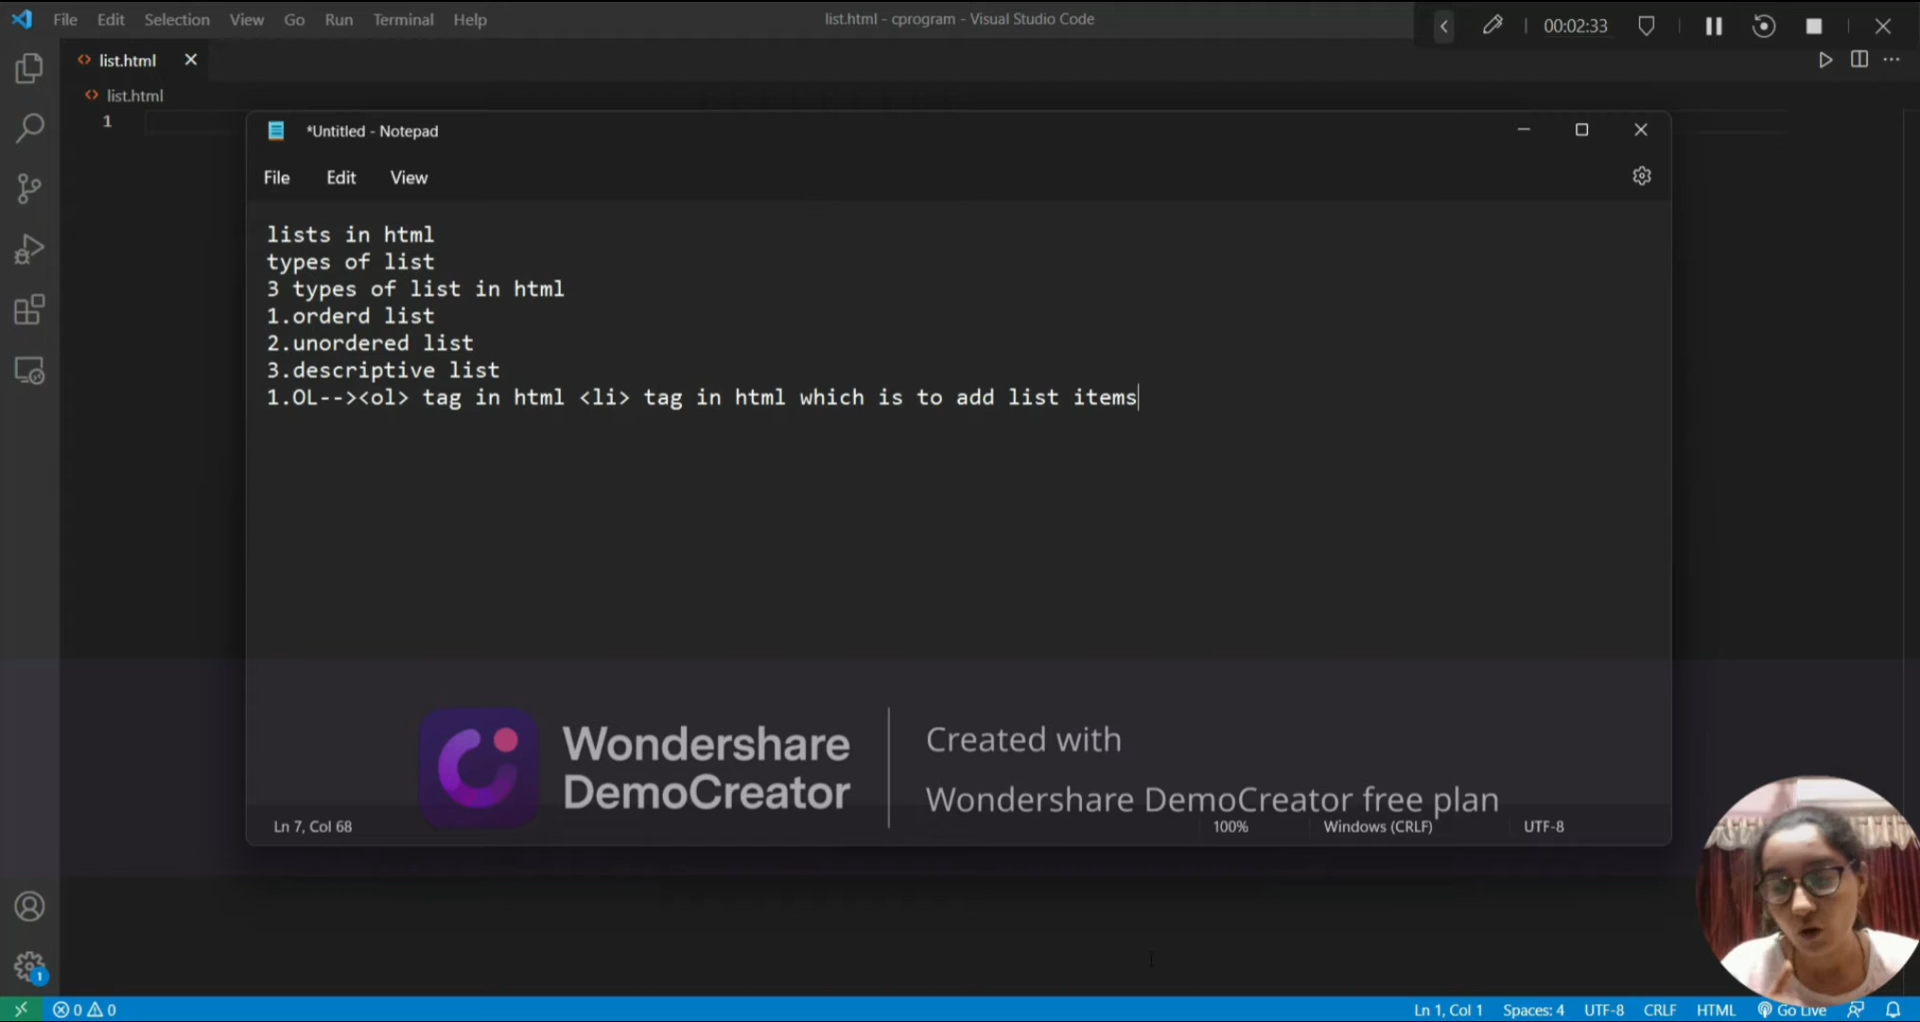 File Edit Selection View Go Run Terminal Help
list.html - cprogram - Visual Studio Code
00:02:33
list.html
list.html
1
*Untitled - Notepad
File Edit View
lists in html
types of list
3 types of list in html
1.orderd list
2.unordered list
3.descriptive list
1.OL--><ol> tag in html <li> tag in html which is to add list items
Wondershare
DemoCreator
Created with
Wondershare DemoCreator free plan
Ln 7, Col 68
100%
Windows (CRLF)
UTF-8
1
0 0
Ln 1, Col 1 Spaces: 4 UTF-8 CRLF HTML Go Live